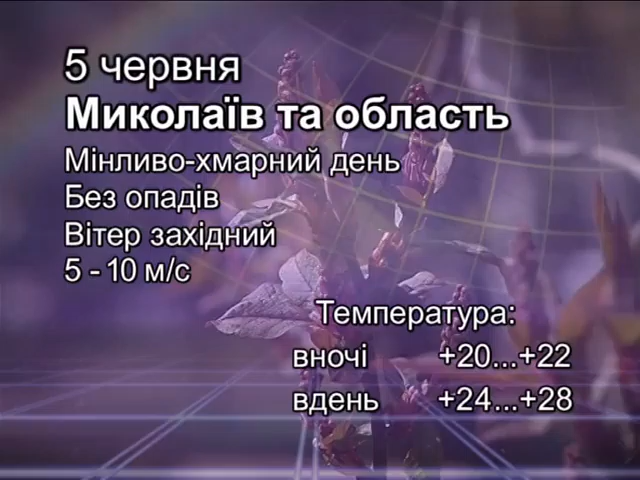 5 червня
Миколаїв та область
Мінливо-хмарний день
Без опадів
Вітер західний
5 - 10 м/с
Температура:
вночі +20...+22
вдень +24...+28